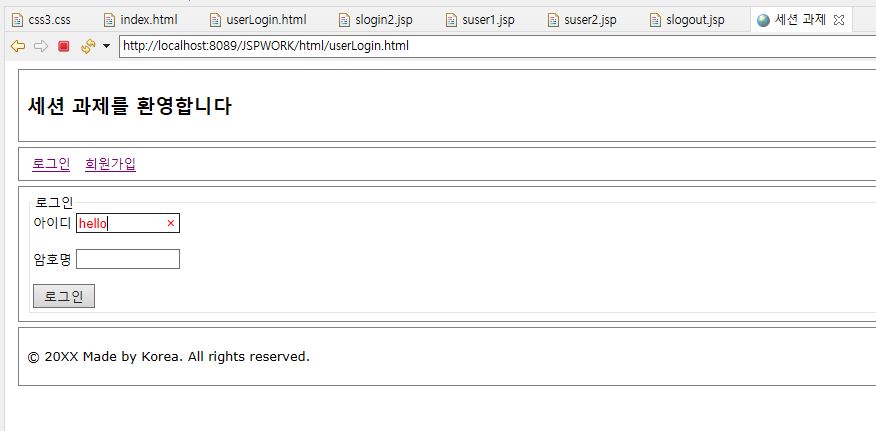 css3.css index.html userLogin.html slogin2.jsp suser1.jsp suser2.jsp slogout.jsp 세션 과제
http://localhost:8089/JSPWORK/html/userLogin.html
세션 과제를 환영합니다
로그인 회원가입
로그인
아이디 hello
암호명
로그인
© 20XX Made by Korea. All rights reserved.